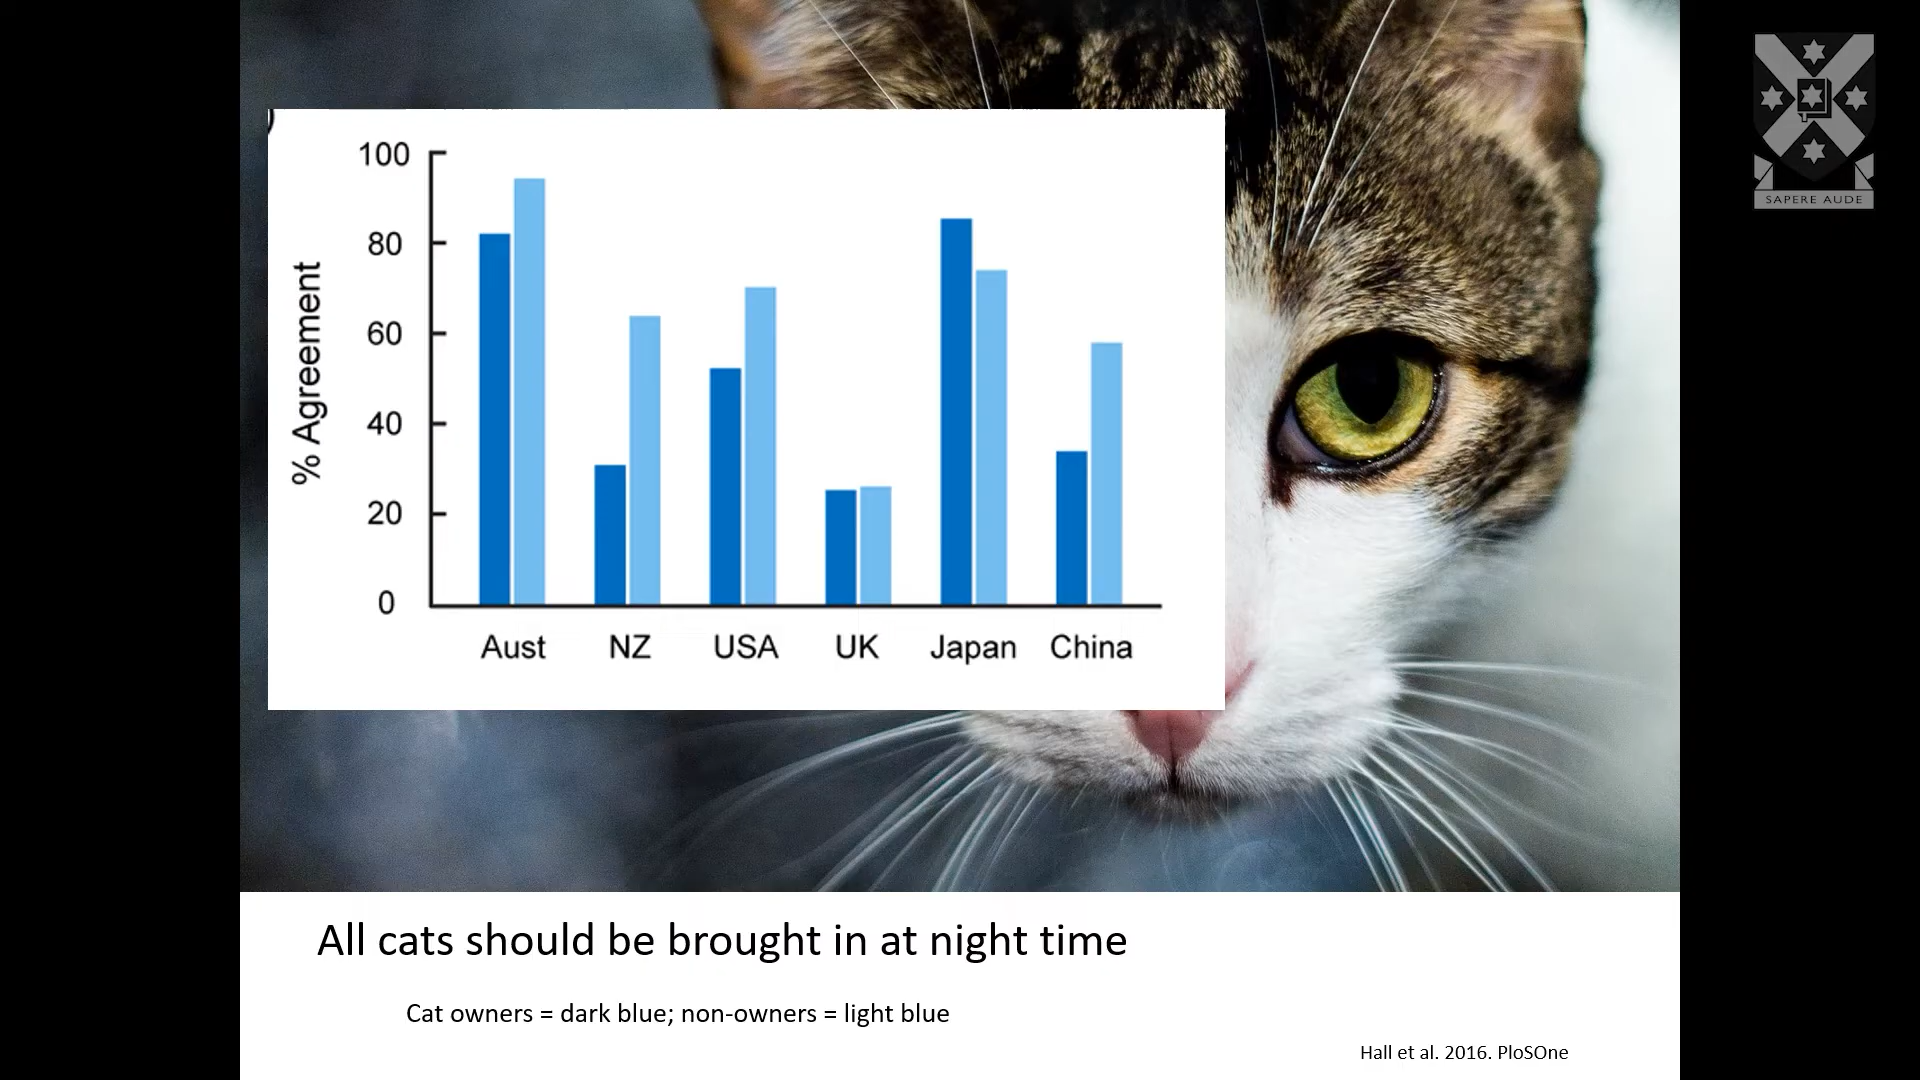 SAPERE AUDE
100
80
60
40
20
0
% Agreement
Aust NZ USA UK Japan China
All cats should be brought in at night time
Cat owners = dark blue; non-owners = light blue
Hall et al. 2016. PloSOne